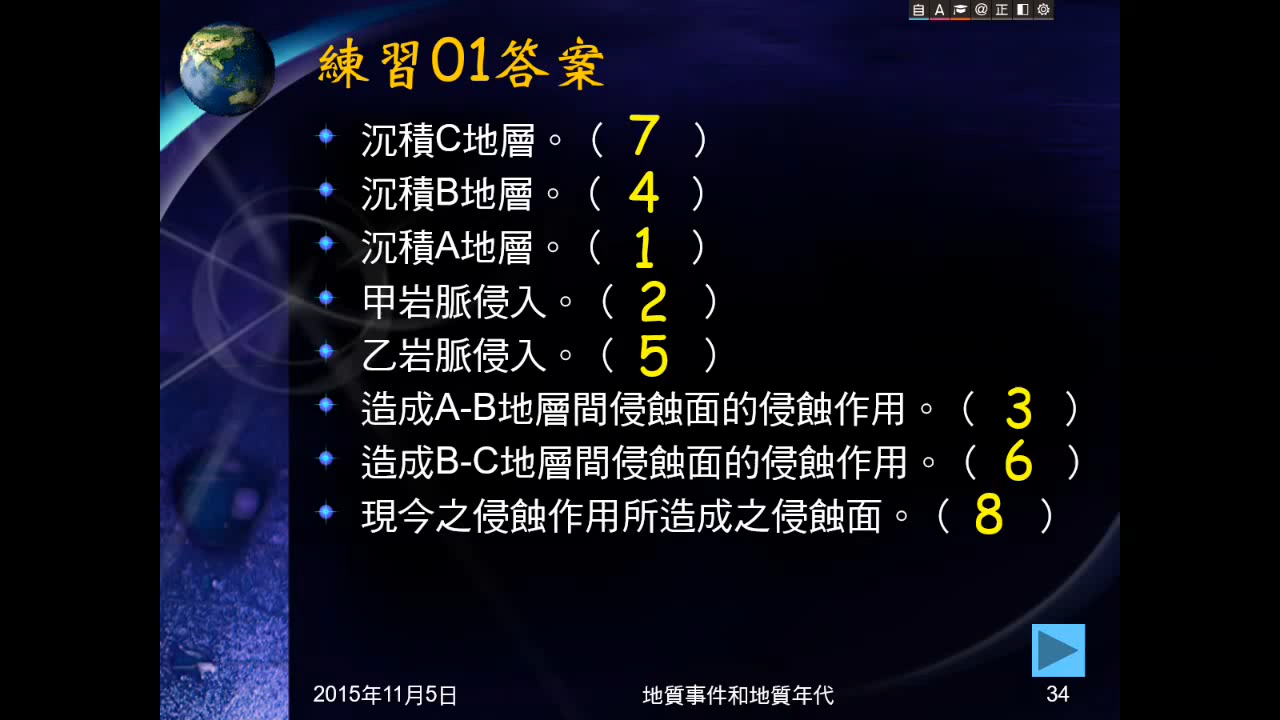 自 A @ 正
練習01答案
沉積C地層。( 7 )
沉積B地層。( 4 )
沉積A地層。( 1 )
甲岩脈侵入。( 2 )
乙岩脈侵入。( 5 )
造成A-B地層間侵蝕面的侵蝕作用。( 3 )
造成B-C地層間侵蝕面的侵蝕作用。( 6 )
現今之侵蝕作用所造成之侵蝕面。( 8 )
2015年11月5日 地質事件和地質年代 34